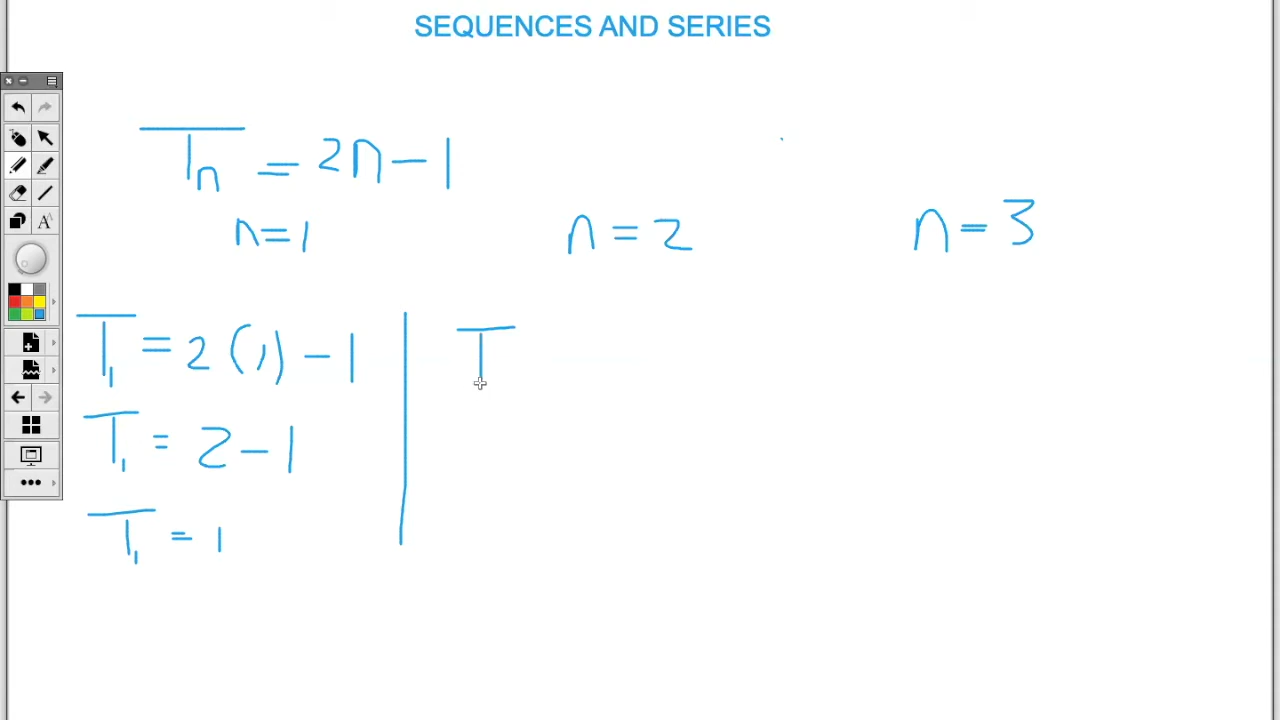 SEQUENCES AND SERIES
Tn = 2n - 1
n = 1 n = 2 n = 3
T1 = 2(1) - 1 T
T1 = 2 - 1
T1 = 1